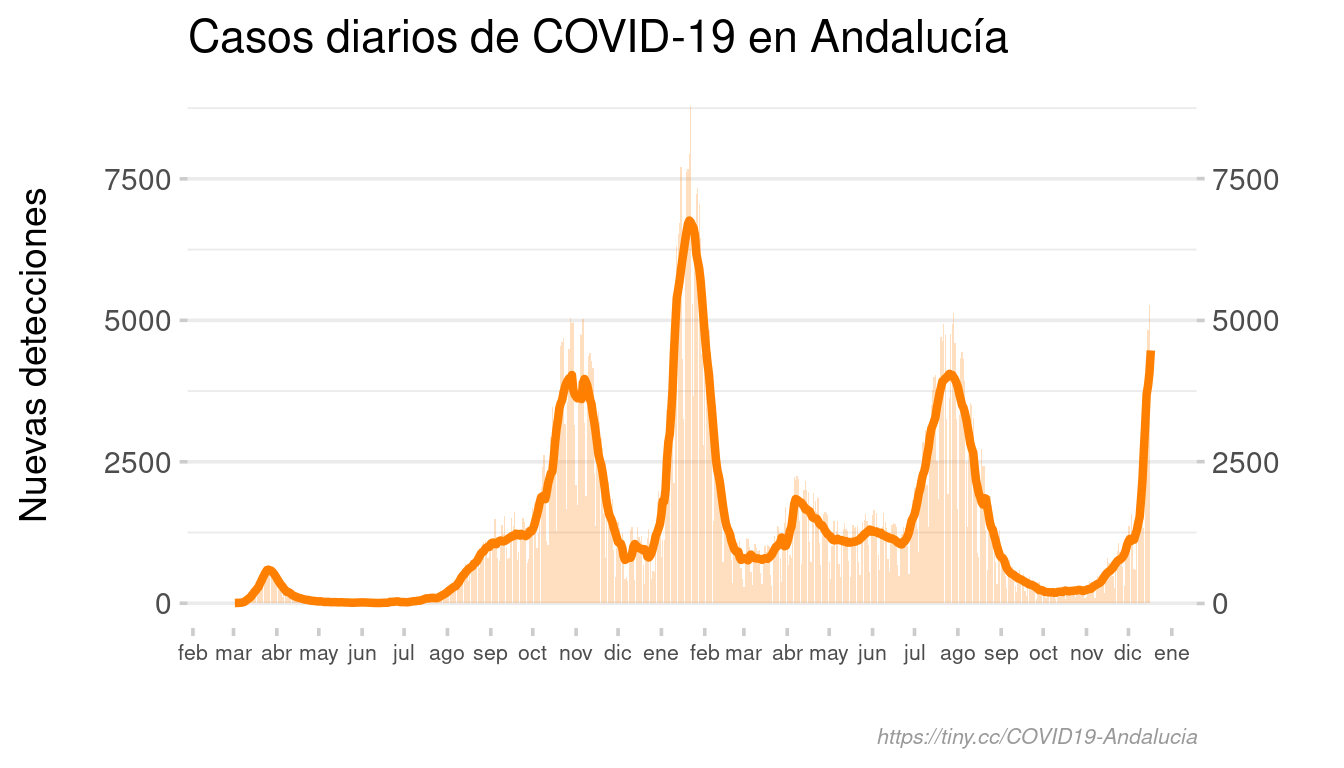 Casos diarios de COVID-19 en Andalucía
Nuevas detecciones
7500 7500
5000 5000
2500 2500
0 0
feb mar abr may jun jul ago sep oct nov dic ene feb mar abr may jun jul ago sep oct nov dic ene
https://tiny.cc/COVID19-Andalucia